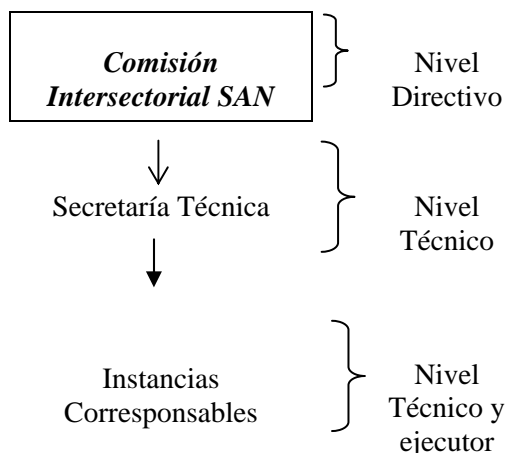 Comisión
Intersectorial SAN
Nivel
Directivo
Secretaría Técnica
Nivel
Técnico
Instancias
Corresponsables
Nivel
Técnico y
ejecutor